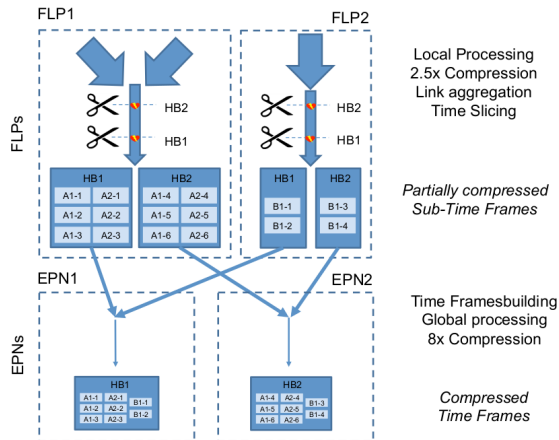 FLP1
FLP2
Local Processing
2.5x Compression
Link aggregation
Time Slicing
FLPs
HB2
HB1
HB2
HB1
HB1
A1-1 A2-1
A1-2 A2-2
A1-3 A2-3
HB2
A1-4 A2-4
A1-5 A2-5
A1-6 A2-6
HB1
B1-1
B1-2
HB2
B1-3
B1-4
Partially compressed
Sub-Time Frames
EPN1
EPN2
Time Framesbuilding
Global processing
8x Compression
EPNs
HB1
A1-1 A2-1
A1-2 A2-2
A1-3 A2-3
B1-1
B1-2
HB2
A1-4 A2-4
A1-5 A2-5
A1-6 A2-6
B1-3
B1-4
Compressed
Time Frames